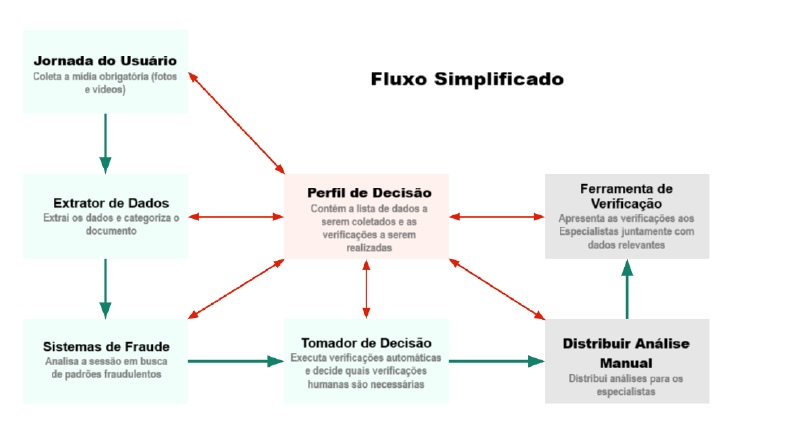 Jornada do Usuário
Coleta a mídia obrigatória (fotos
e vídeos)
Fluxo Simplificado
Extrator de Dados
Extrai os dados e categoriza o
documento
Perfil de Decisão
Contém a lista de dados a
serem coletados e as
verificações a serem
realizadas
Ferramenta de
Verificação
Apresenta as verificações aos
Especialistas juntamente com
dados relevantes
Sistemas de Fraude
Analisa a sessão em busca
de padrões fraudulentos
Tomador de Decisão
Executa verificações automáticas
e decide quais verificações
humanas são necessárias
Distribuir Análise
Manual
Distribui análises para os
especialistas